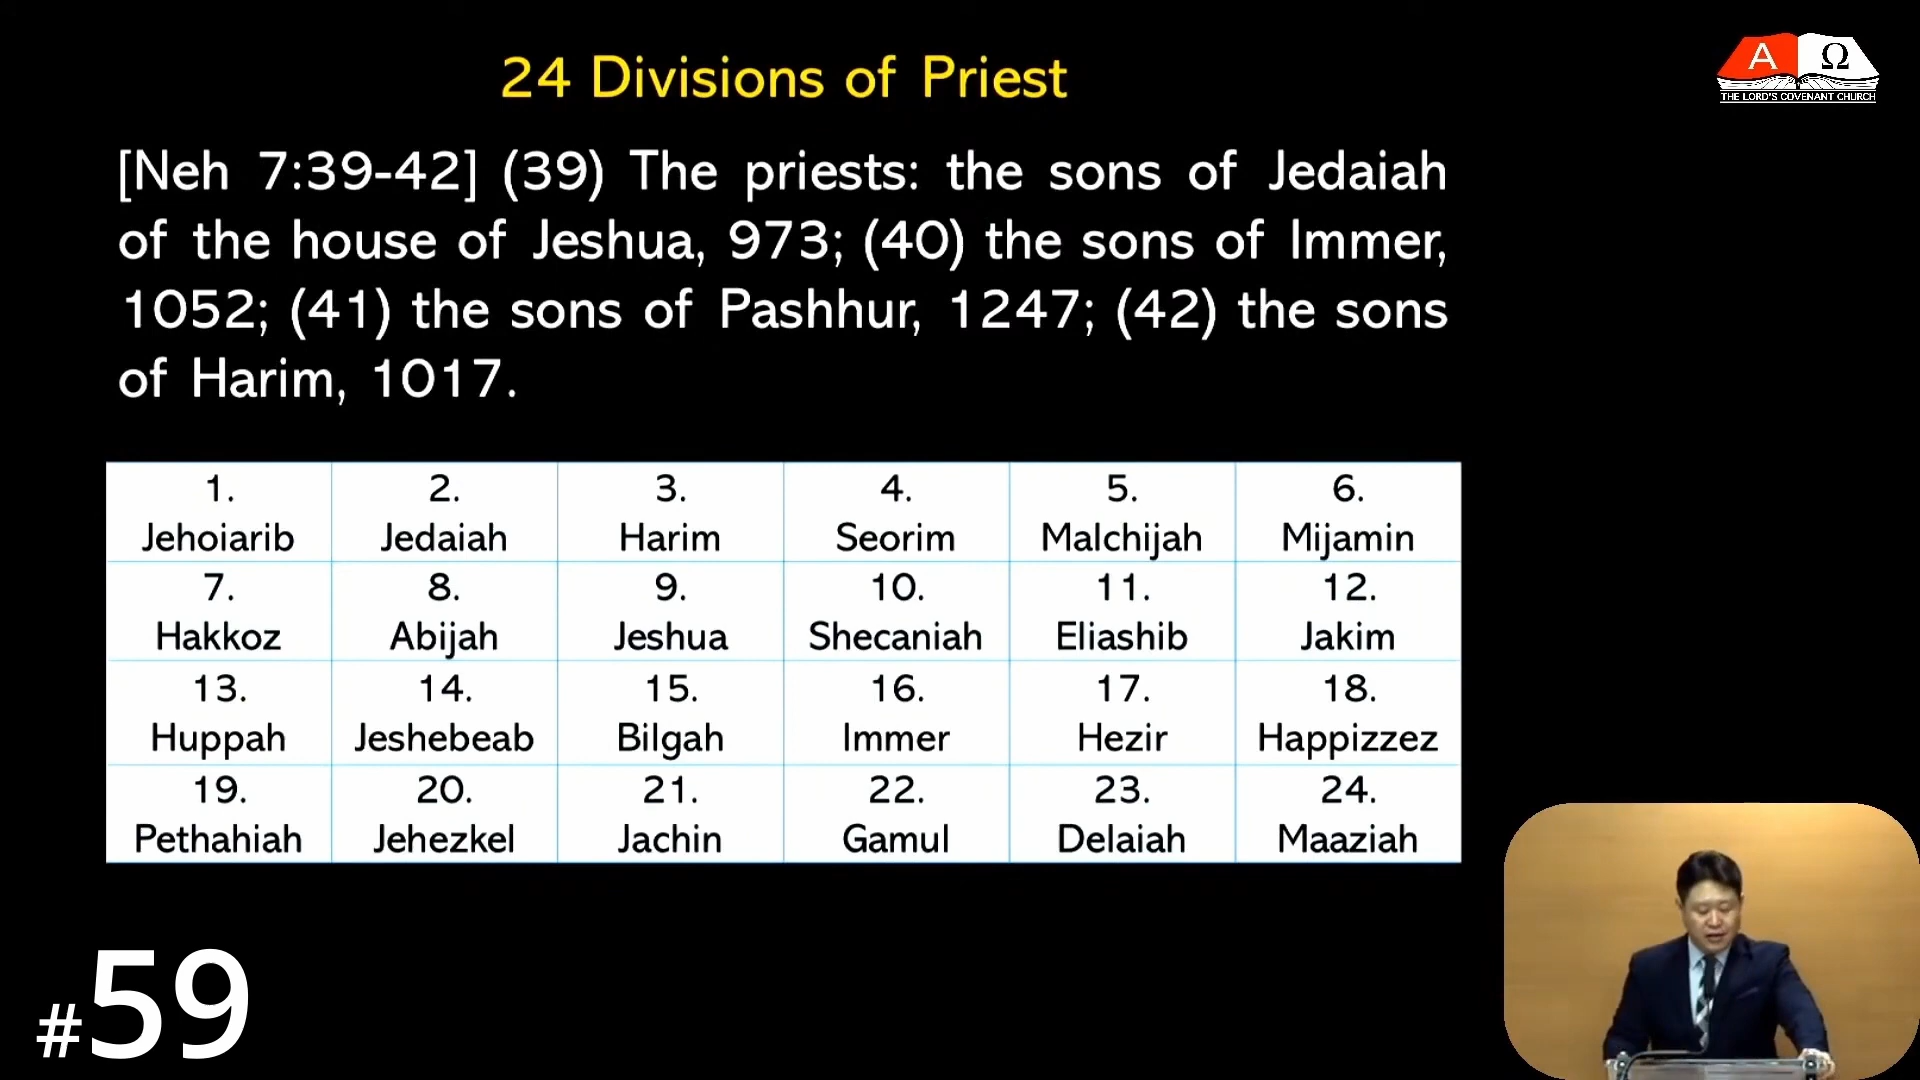 24 Divisions of Priest
A Ω
THE LORD'S COVENANT CHURCH
[Neh 7:39-42] (39) The priests: the sons of Jedaiah
of the house of Jeshua, 973; (40) the sons of Immer,
1052; (41) the sons of Pashhur, 1247; (42) the sons
of Harim, 1017.
1. 2. 3. 4. 5. 6.
Jehoiarib Jedaiah Harim Seorim Malchijah Mijamin
7. 8. 9. 10. 11. 12.
Hakkoz Abijah Jeshua Shecaniah Eliashib Jakim
13. 14. 15. 16. 17. 18.
Huppah Jeshebeab Bilgah Immer Hezir Happizzez
19. 20. 21. 22. 23. 24.
Pethahiah Jehezkel Jachin Gamul Delaiah Maaziah
#59